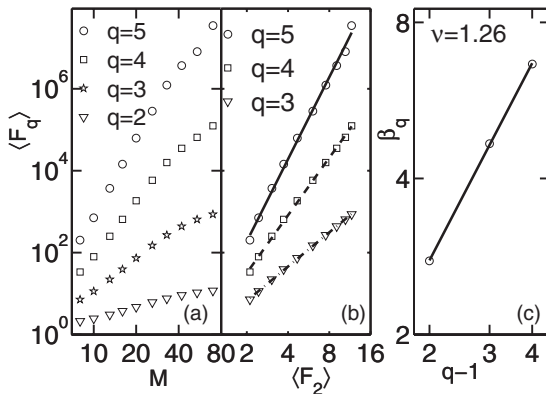 ⟨F_q⟩
10^6
10^4
10^2
10^0
q=5
q=4
q=3
q=2
(a)
10 20 40 70
M
q=5
q=4
q=3
(b)
2 4 8 16
⟨F_2⟩
β_q
8
4
2
ν=1.26
(c)
2 3 4
q-1